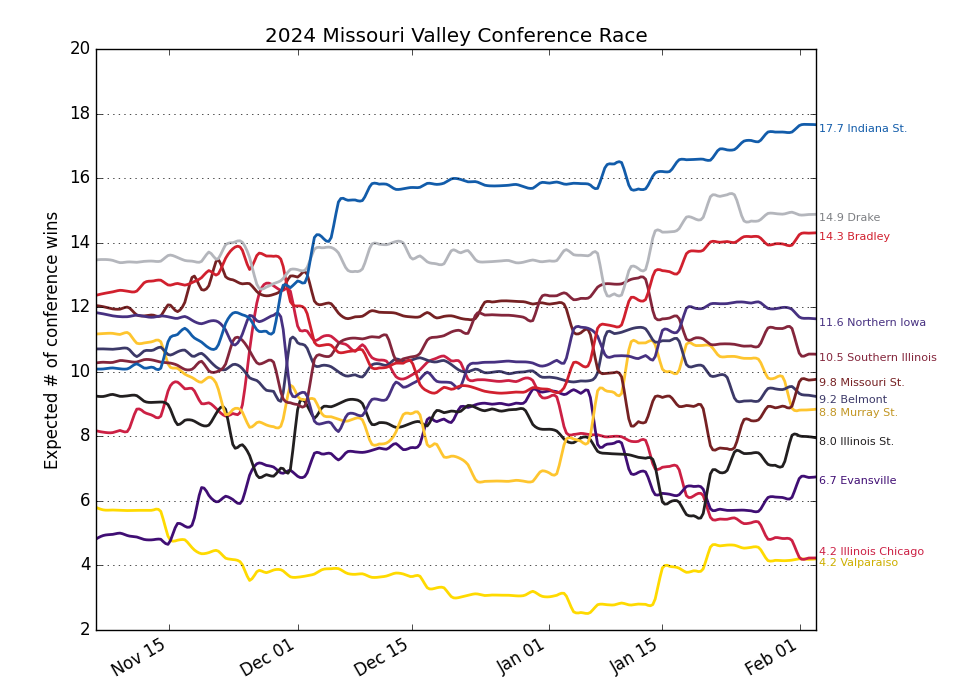 2024 Missouri Valley Conference Race
Expected # of conference wins
20
18
16
14
12
10
8
6
4
2
17.7 Indiana St.
14.9 Drake
14.3 Bradley
11.6 Northern Iowa
10.5 Southern Illinois
9.8 Missouri St.
9.2 Belmont
8.8 Murray St.
8.0 Illinois St.
6.7 Evansville
4.2 Illinois Chicago
4.2 Valparaiso
Nov 15
Dec 01
Dec 15
Jan 01
Jan 15
Feb 01